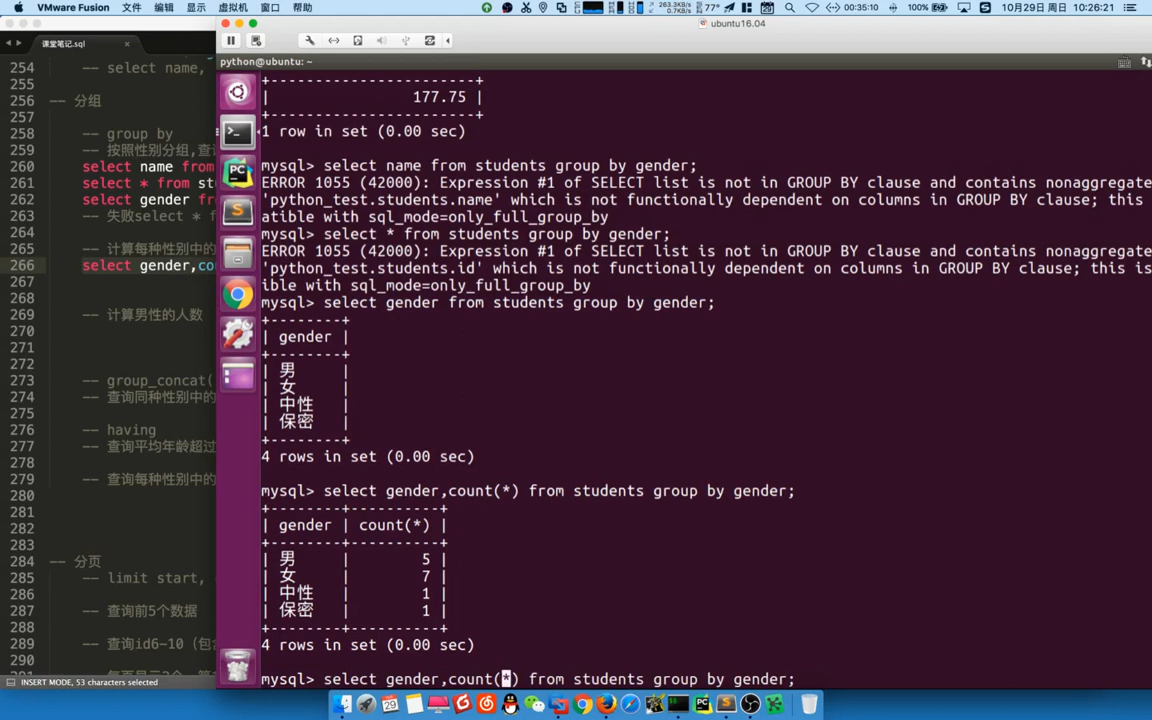 VMware Fusion 文件 编辑 显示 虚拟机 窗口 帮助 263.3KB/s 0.7KB/s 77° 00:35:10 100% 10月29日 周日 10:26:21
课堂笔记.sql
ubuntu16.04
python@ubuntu: ~
254 -- select name,
255
256 -- 分组
257
258 -- group by
259 -- 按照性别分组,查
260 select name from
261 select * from st
262 select gender fr
263 -- 失败select * f
264
265 -- 计算每种性别中的
266 select gender,co
267
268
269 -- 计算男性的人数
270
271
272
273 -- group_concat(
274 -- 查询同种性别中的
275
276 -- having
277 -- 查询平均年龄超过
278
279 -- 查询每种性别中的
280
281
282
283
284 -- 分页
285 -- limit start,
286
287 -- 查询前5个数据
288
289 -- 查询id6-10（包
290
291
INSERT MODE, 53 characters selected
+------------------------+
| 177.75 |
+------------------------+
1 row in set (0.00 sec)
mysql> select name from students group by gender;
ERROR 1055 (42000): Expression #1 of SELECT list is not in GROUP BY clause and contains nonaggregate
'python_test.students.name' which is not functionally dependent on columns in GROUP BY clause; this
atible with sql_mode=only_full_group_by
mysql> select * from students group by gender;
ERROR 1055 (42000): Expression #1 of SELECT list is not in GROUP BY clause and contains nonaggregate
'python_test.students.id' which is not functionally dependent on columns in GROUP BY clause; this is
ible with sql_mode=only_full_group_by
mysql> select gender from students group by gender;
+--------+
| gender |
+--------+
| 男 |
| 女 |
| 中性 |
| 保密 |
+--------+
4 rows in set (0.00 sec)
mysql> select gender,count(*) from students group by gender;
+--------+----------+
| gender | count(*) |
+--------+----------+
| 男 | 5 |
| 女 | 7 |
| 中性 | 1 |
| 保密 | 1 |
+--------+----------+
4 rows in set (0.00 sec)
mysql> select gender,count(*) from students group by gender;